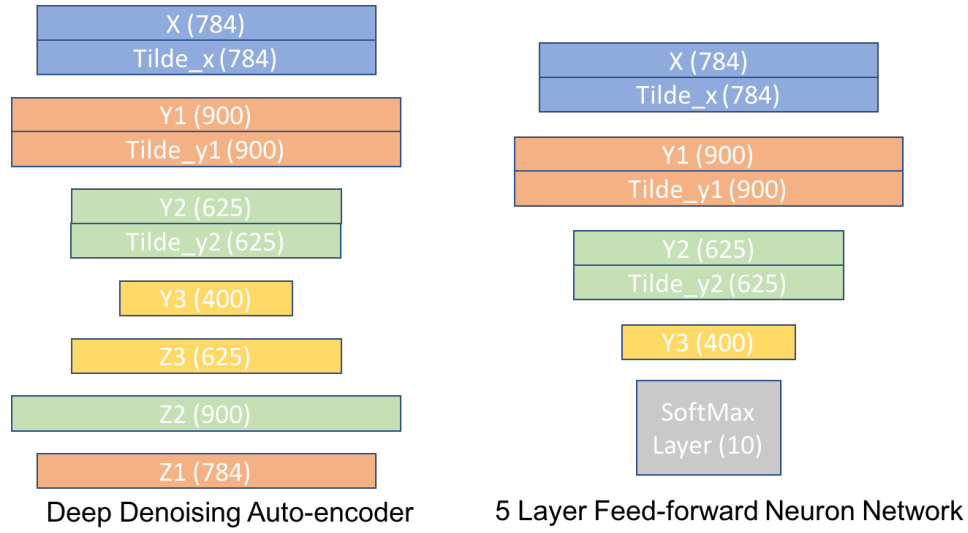 X (784)
Tilde_x (784)
Y1 (900)
Tilde_y1 (900)
Y2 (625)
Tilde_y2 (625)
Y3 (400)
Z3 (625)
Z2 (900)
Z1 (784)
Deep Denoising Auto-encoder
X (784)
Tilde_x (784)
Y1 (900)
Tilde_y1 (900)
Y2 (625)
Tilde_y2 (625)
Y3 (400)
SoftMax
Layer (10)
5 Layer Feed-forward Neuron Network